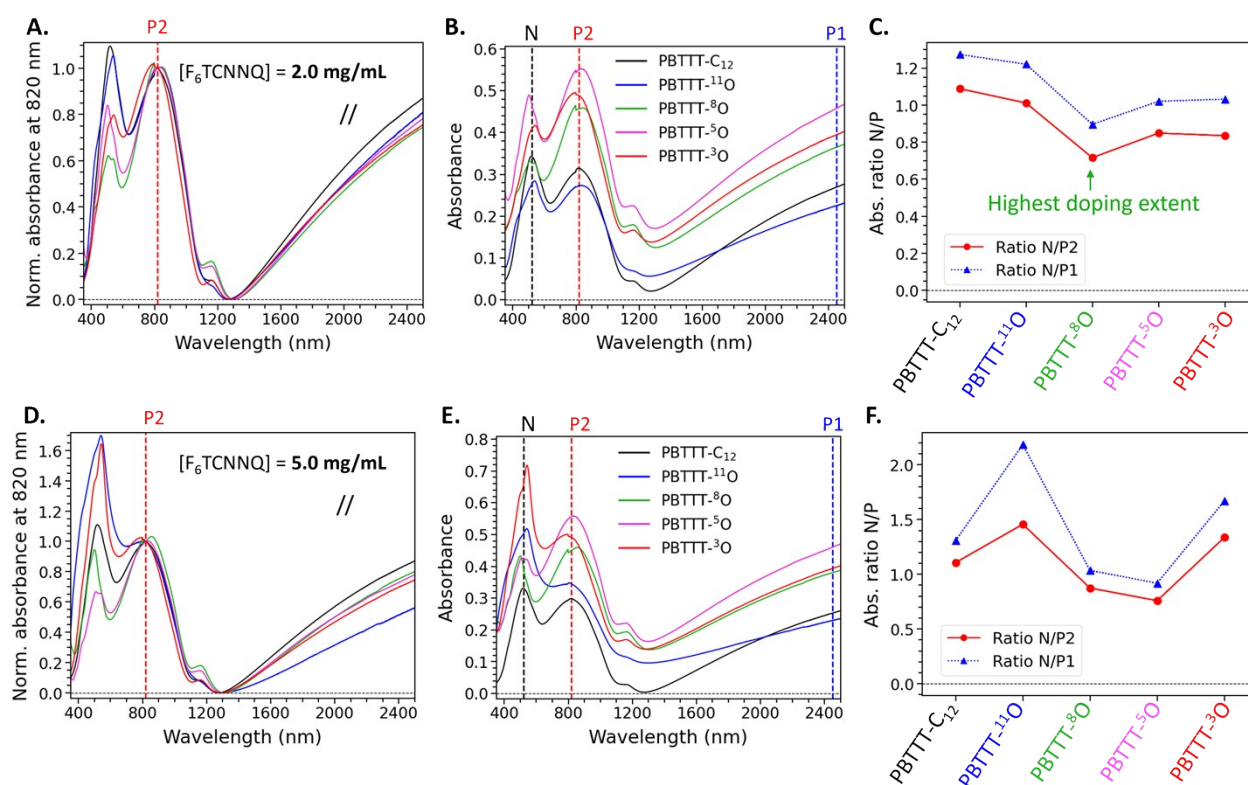 A.
P2
[F₆TCNNQ] = 2.0 mg/mL
//
Norm. absorbance at 820 nm
1.0
0.8
0.6
0.4
0.2
0.0
400 800 1200 1600 2000 2400
Wavelength (nm)
B.
N P2 P1
PBTTT-C₁₂
PBTTT-¹¹O
PBTTT-⁸O
PBTTT-⁵O
PBTTT-³O
Absorbance
0.6
0.5
0.4
0.3
0.2
0.1
0.0
400 800 1200 1600 2000 2400
Wavelength (nm)
C.
Abs. ratio N/P
1.2
1.0
0.8
0.6
0.4
0.2
0.0
Highest doping extent
Ratio N/P2
Ratio N/P1
PBTTT-C₁₂
PBTTT-¹¹O
PBTTT-⁸O
PBTTT-⁵O
PBTTT-³O
D.
P2
[F₆TCNNQ] = 5.0 mg/mL
//
Norm. absorbance at 820 nm
1.6
1.4
1.2
1.0
0.8
0.6
0.4
0.2
0.0
400 800 1200 1600 2000 2400
Wavelength (nm)
E.
N P2 P1
PBTTT-C₁₂
PBTTT-¹¹O
PBTTT-⁸O
PBTTT-⁵O
PBTTT-³O
Absorbance
0.8
0.7
0.6
0.5
0.4
0.3
0.2
0.1
0.0
400 800 1200 1600 2000 2400
Wavelength (nm)
F.
Abs. ratio N/P
2.0
1.5
1.0
0.5
0.0
Ratio N/P2
Ratio N/P1
PBTTT-C₁₂
PBTTT-¹¹O
PBTTT-⁸O
PBTTT-⁵O
PBTTT-³O